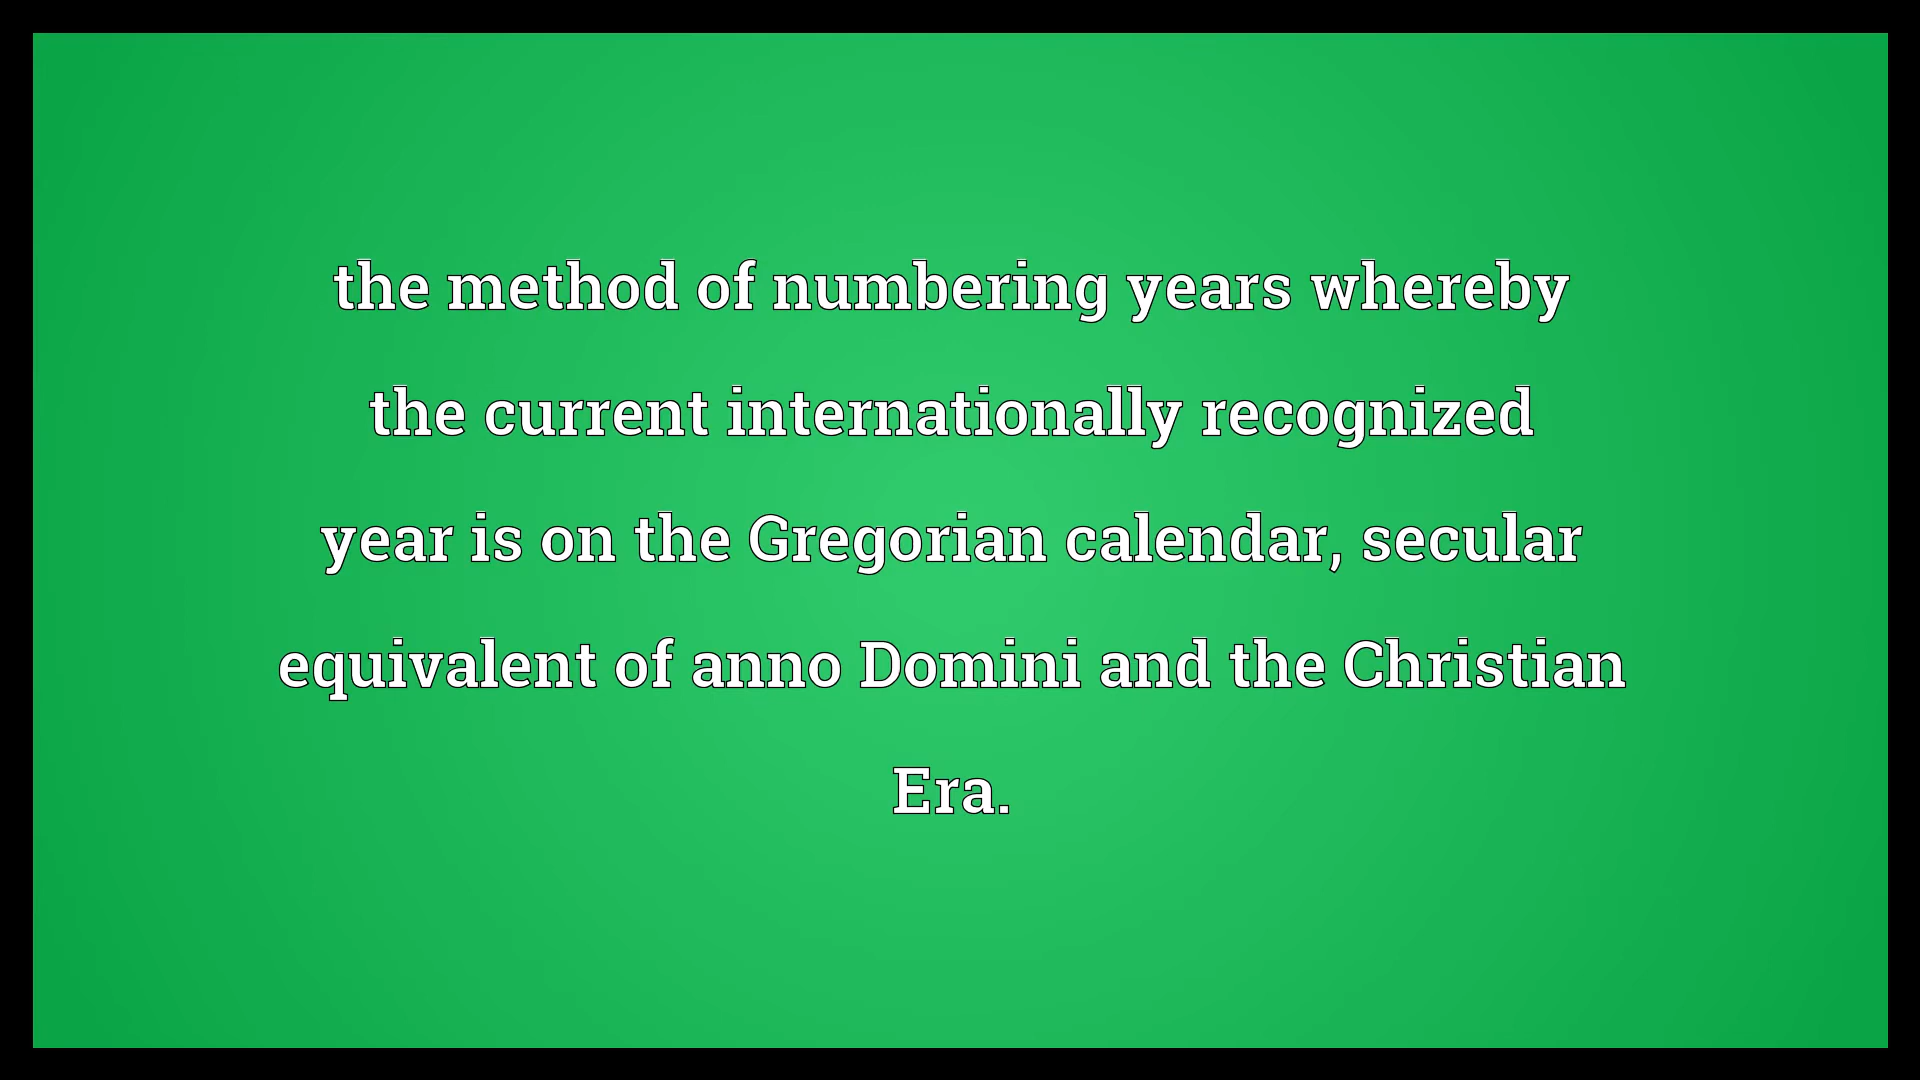 the method of numbering years whereby
the current internationally recognized
year is on the Gregorian calendar, secular
equivalent of anno Domini and the Christian
Era.